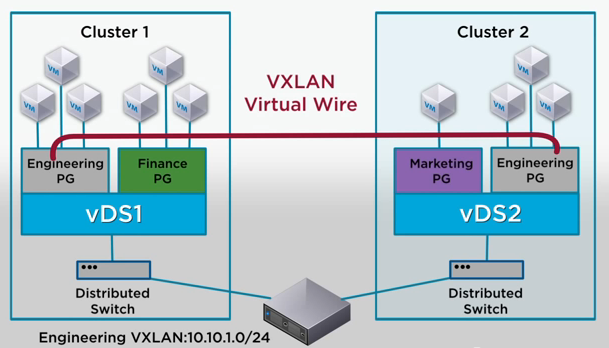 Cluster 1
Cluster 2
VM
VM
VM
VM
VM
VM
VXLAN
Virtual Wire
VM
VM
VM
VM
Engineering
PG
Finance
PG
Marketing
PG
Engineering
PG
vDS1
vDS2
Distributed
Switch
Distributed
Switch
Engineering VXLAN:10.10.1.0/24